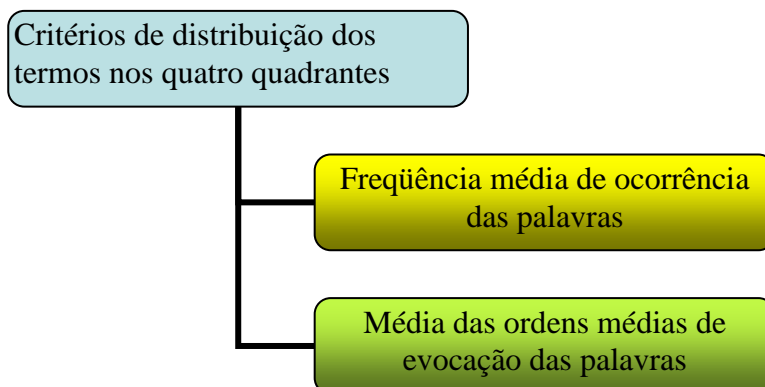 Critérios de distribuição dos
termos nos quatro quadrantes
Freqüência média de ocorrência
das palavras
Média das ordens médias de
evocação das palavras